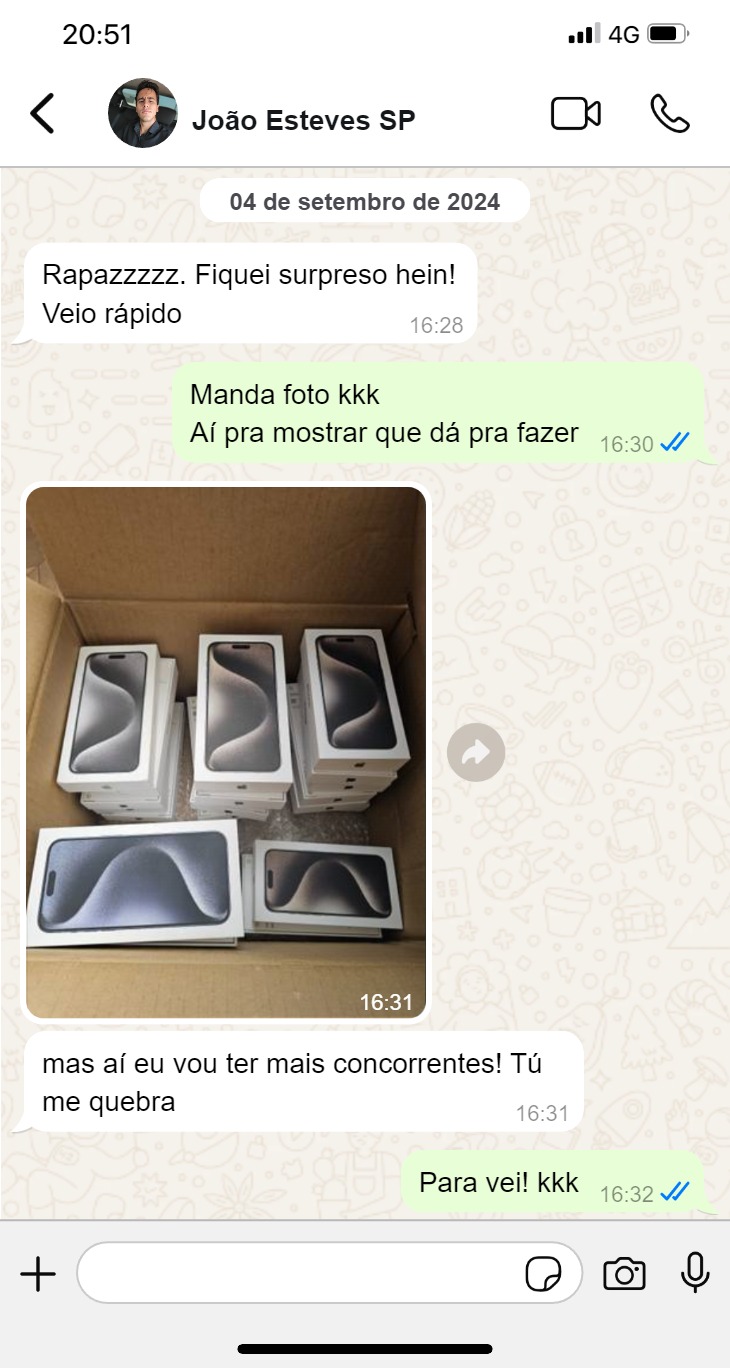 20:51
4G
João Esteves SP
04 de setembro de 2024
Rapazzzzz. Fiquei surpreso hein!
Veio rápido
16:28
Manda foto kkk
Aí pra mostrar que dá pra fazer
16:30
16:31
mas aí eu vou ter mais concorrentes! Tú
me quebra
16:31
Para vei! kkk
16:32